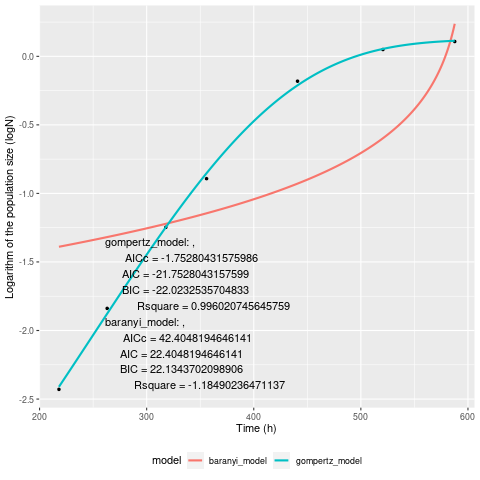 0.0
-0.5
-1.0
-1.5
-2.0
-2.5
Logarithm of the population size (logN)
gompertz_model: ,
AICc = -1.75280431575986
AIC = -21.7528043157599
BIC = -22.0232535704833
Rsquare = 0.996020745645759
baranyi_model: ,
AICc = 42.4048194646141
AIC = 22.4048194646141
BIC = 22.1343702098906
Rsquare = -1.18490236471137
200 300 400 500 600
Time (h)
model baranyi_model gompertz_model